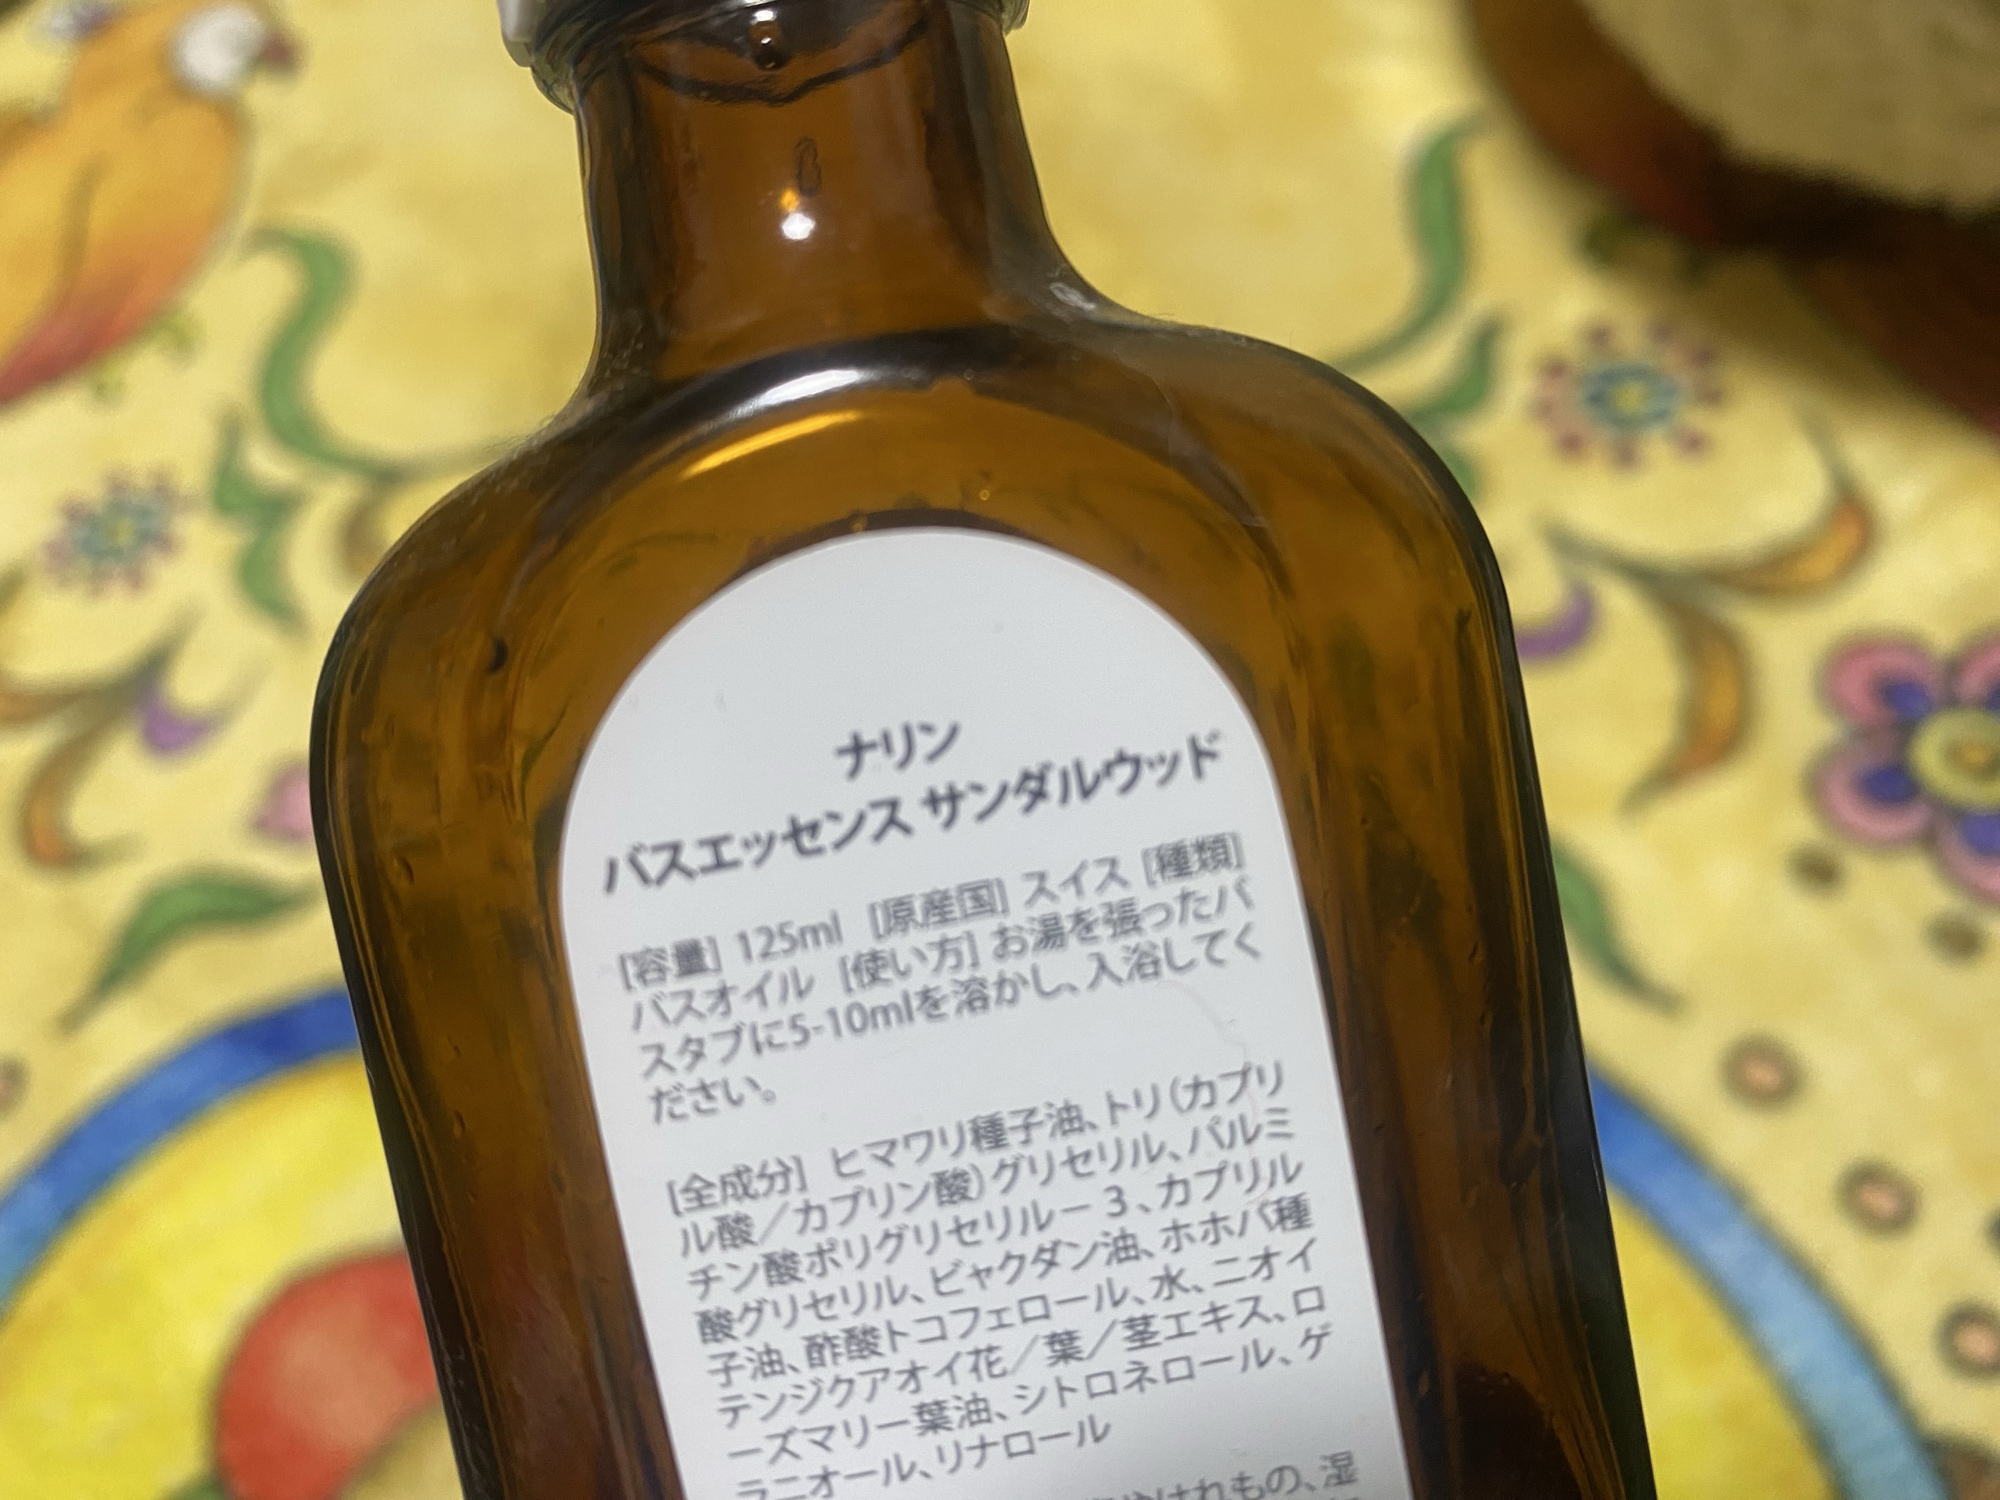 ナリン
バスエッセンス サンダルウッド
[容量] 125ml [原産国] スイス [種類]
バスオイル [使い方] お湯を張ったバ
スタブに5-10mlを溶かし、入浴してく
ださい。
[全成分] ヒマワリ種子油、トリ（カプリ
ル酸／カプリン酸）グリセリル、パルミ
チン酸ポリグリセリル－3、カプリル
酸グリセリル、ビャクダン油、ホホバ種
子油、酢酸トコフェロール、水、ニオイ
テンジクアオイ花／葉／茎エキス、ロ
ーズマリー葉油、シトロネロール、ゲ
ラニオール、リナロール
けれもの、湿